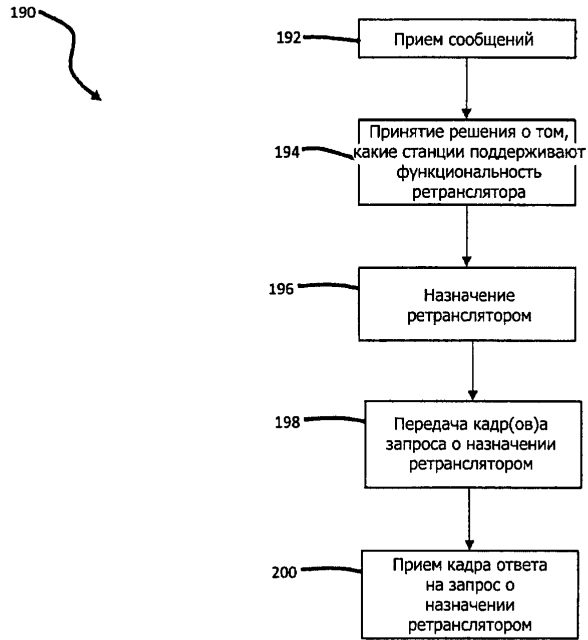 190
192
Прием сообщений
194
Принятие решения о том,
какие станции поддерживают
функциональность
ретранслятора
196
Назначение
ретранслятором
198
Передача кадр(ов)а
запроса о назначении
ретранслятором
200
Прием кадра ответа
на запрос о
назначении
ретранслятором